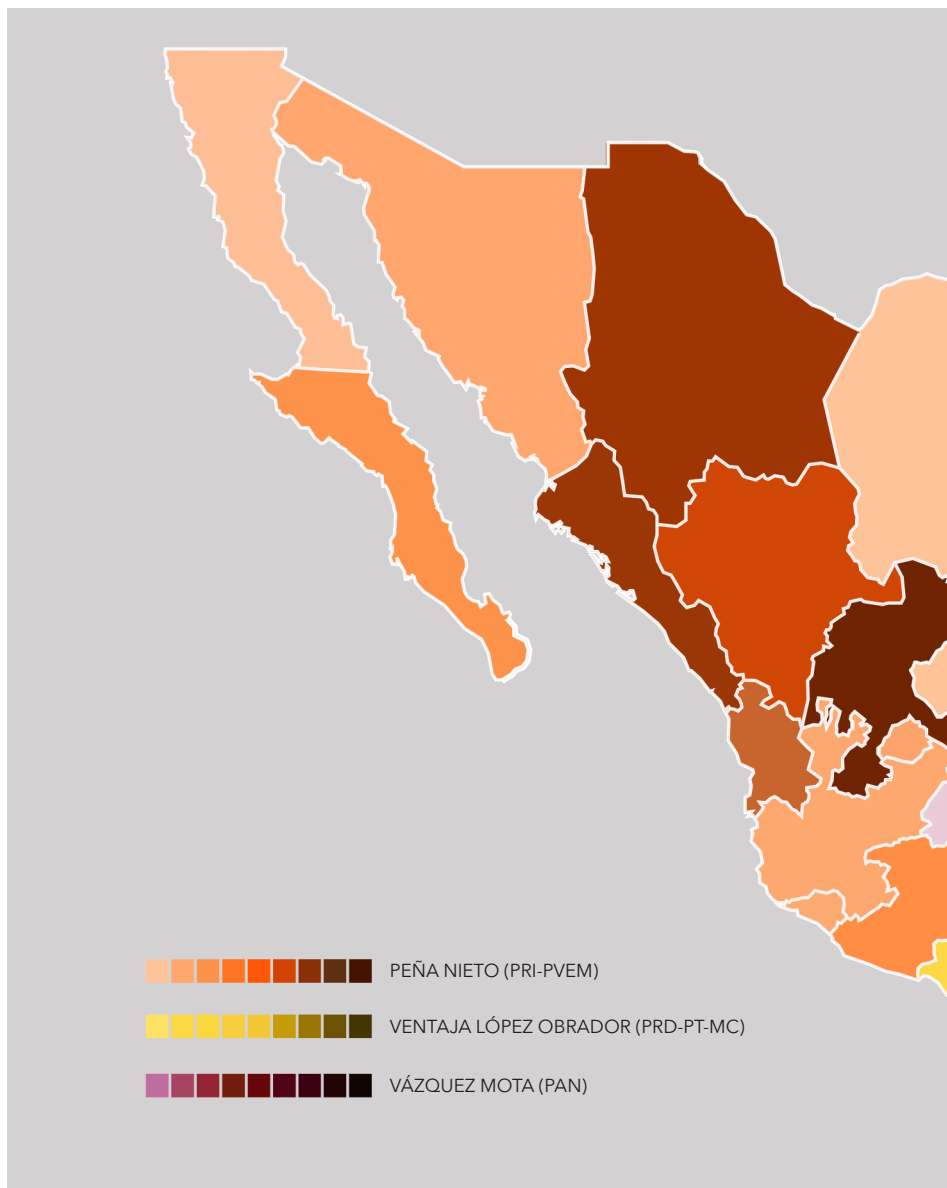 PEÑA NIETO (PRI-PVEM)
VENTAJA LÓPEZ OBRADOR (PRD-PT-MC)
VÁZQUEZ MOTA (PAN)